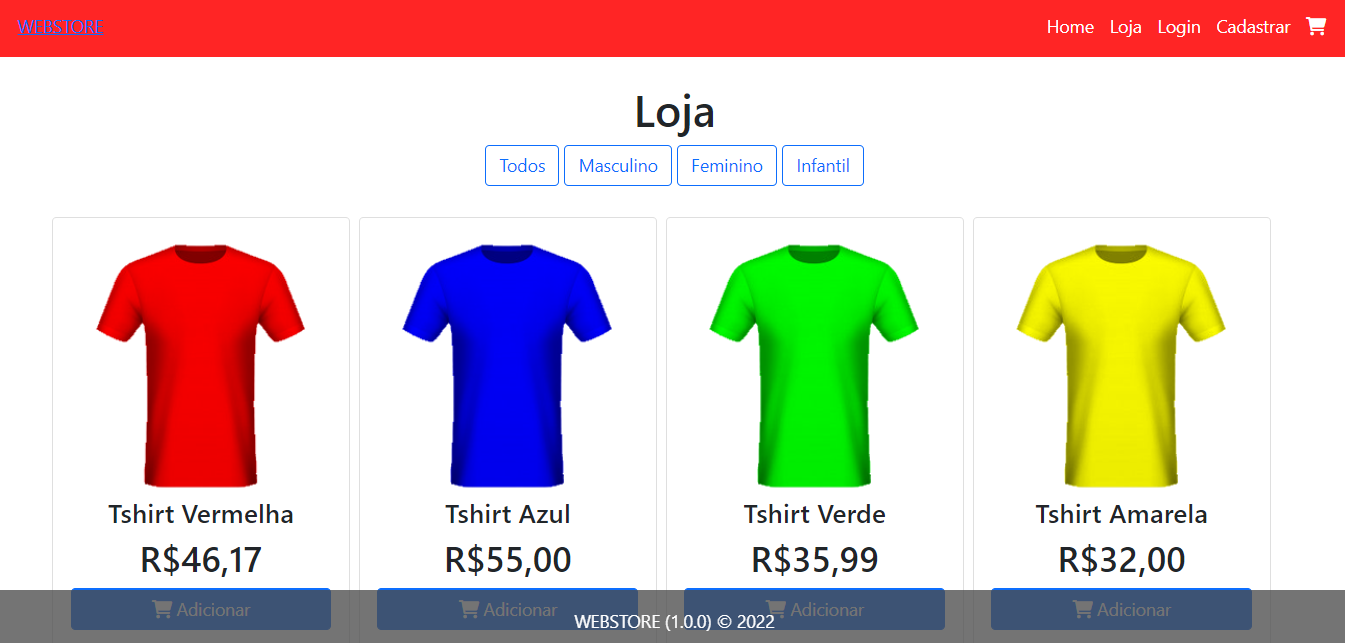 WEBSTORE Home Loja Login Cadastrar
Loja
Todos Masculino Feminino Infantil
Tshirt Vermelha Tshirt Azul Tshirt Verde Tshirt Amarela
R$46,17 R$55,00 R$35,99 R$32,00
Adicionar Adicionar Adicionar Adicionar
WEBSTORE (1.0.0) © 2022